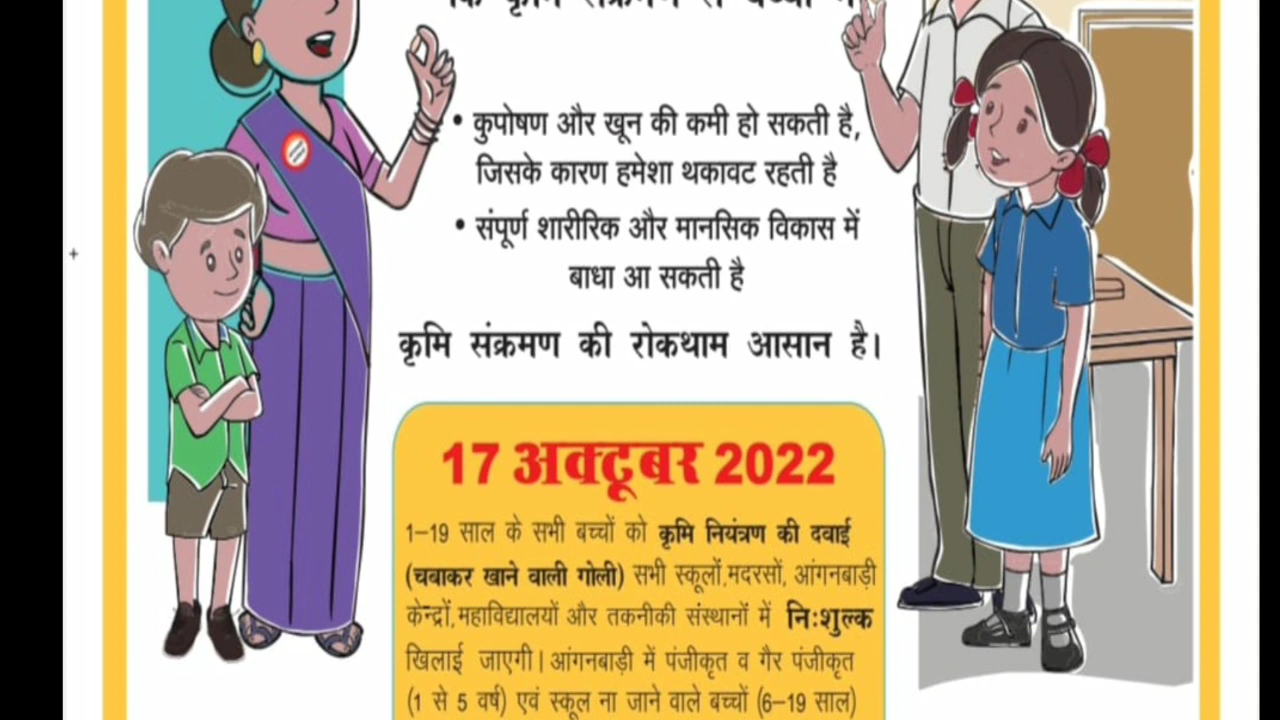 कि कृमि संक्रमण से बच्चों में
• कुपोषण और खून की कमी हो सकती है,
जिसके कारण हमेशा थकावट रहती है
• संपूर्ण शारीरिक और मानसिक विकास में
बाधा आ सकती है
कृमि संक्रमण की रोकथाम आसान है।
17 अक्टूबर 2022
1–19 साल के सभी बच्चों को कृमि नियंत्रण की दवाई
(चबाकर खाने वाली गोली) सभी स्कूलों,मदरसों, आंगनबाड़ी
केन्द्रों,महाविद्यालयों और तकनीकी संस्थानों में निःशुल्क
खिलाई जाएगी। आंगनबाड़ी में पंजीकृत व गैर पंजीकृत
(1 से 5 वर्ष) एवं स्कूल ना जाने वाले बच्चों (6–19 साल)